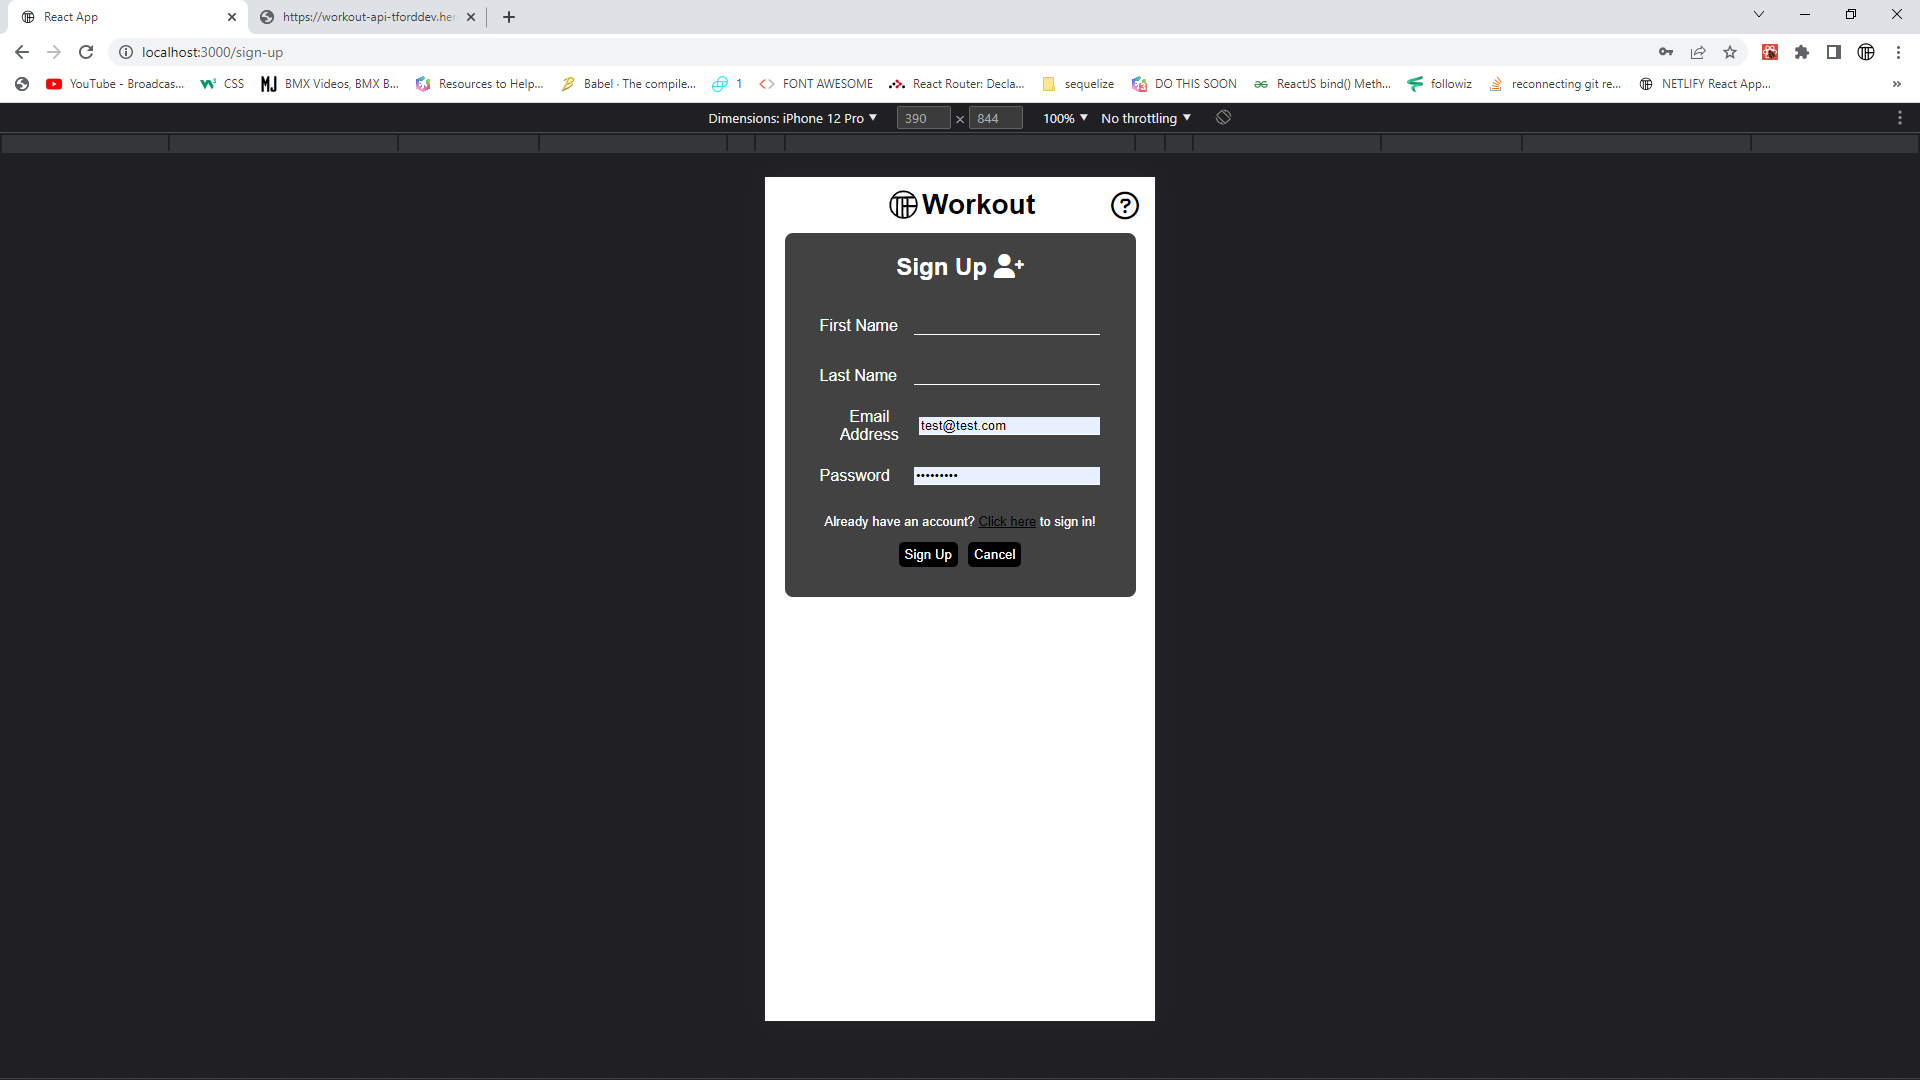 React App
https://workout-api-tforddev.her
localhost:3000/sign-up
YouTube - Broadcas... CSS BMX Videos, BMX B... Resources to Help... Babel · The compile... 1 FONT AWESOME React Router: Decla... sequelize DO THIS SOON ReactJS bind() Meth... followiz reconnecting git re... NETLIFY React App... »
Dimensions: iPhone 12 Pro ▼ 390 × 844 100% ▼ No throttling ▼
Workout
Sign Up
First Name
Last Name
Email
Address
test@test.com
Password •••••••••
Already have an account? Click here to sign in!
Sign Up Cancel